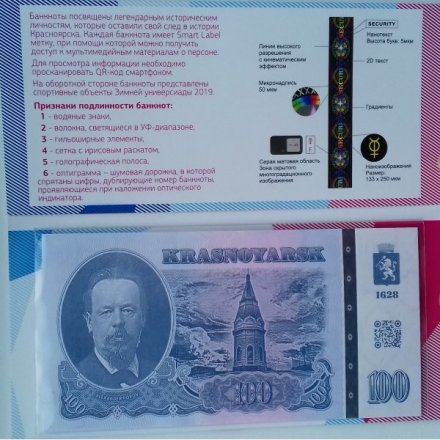 Банкноты посвящены легендарным историческим
личностям, которые оставили свой след в истории
Красноярска. Каждая банкнота имеет Smart Label
метку, при помощи которой можно получить
доступ к мультимедийным материалам о персоне.
Для просмотра информации необходимо
просканировать QR-код смартфоном.
На оборотной стороне банкноты представлены
спортивные объекты Зимней универсиады 2019.
Признаки подлинности банкнот:
1 - водяные знаки,
2 - волокна, светящиеся в УФ-диапазоне,
3 - гильоширные элементы,
4 - сетка с ирисовым раскатом,
5 - голографическая полоса,
6 - оптиграмма – шумовая дорожка, в которой
спрятаны цифры, дублирующие номер банкноты,
проявляющиеся при наложении оптического
индикатора.
SECURITY
Нанотекст
Высота букв: 5мкм
Линии высокого
разрешения
с кинематическим
эффектом
2D текст
Микронадпись
50 мкм
Градиенты
Серая матовая область
Зона скрытого
многоградационного
изображения
Наноизображения
Размер:
133 x 250 мкм
KRASNOYARSK
1628
100
100
100